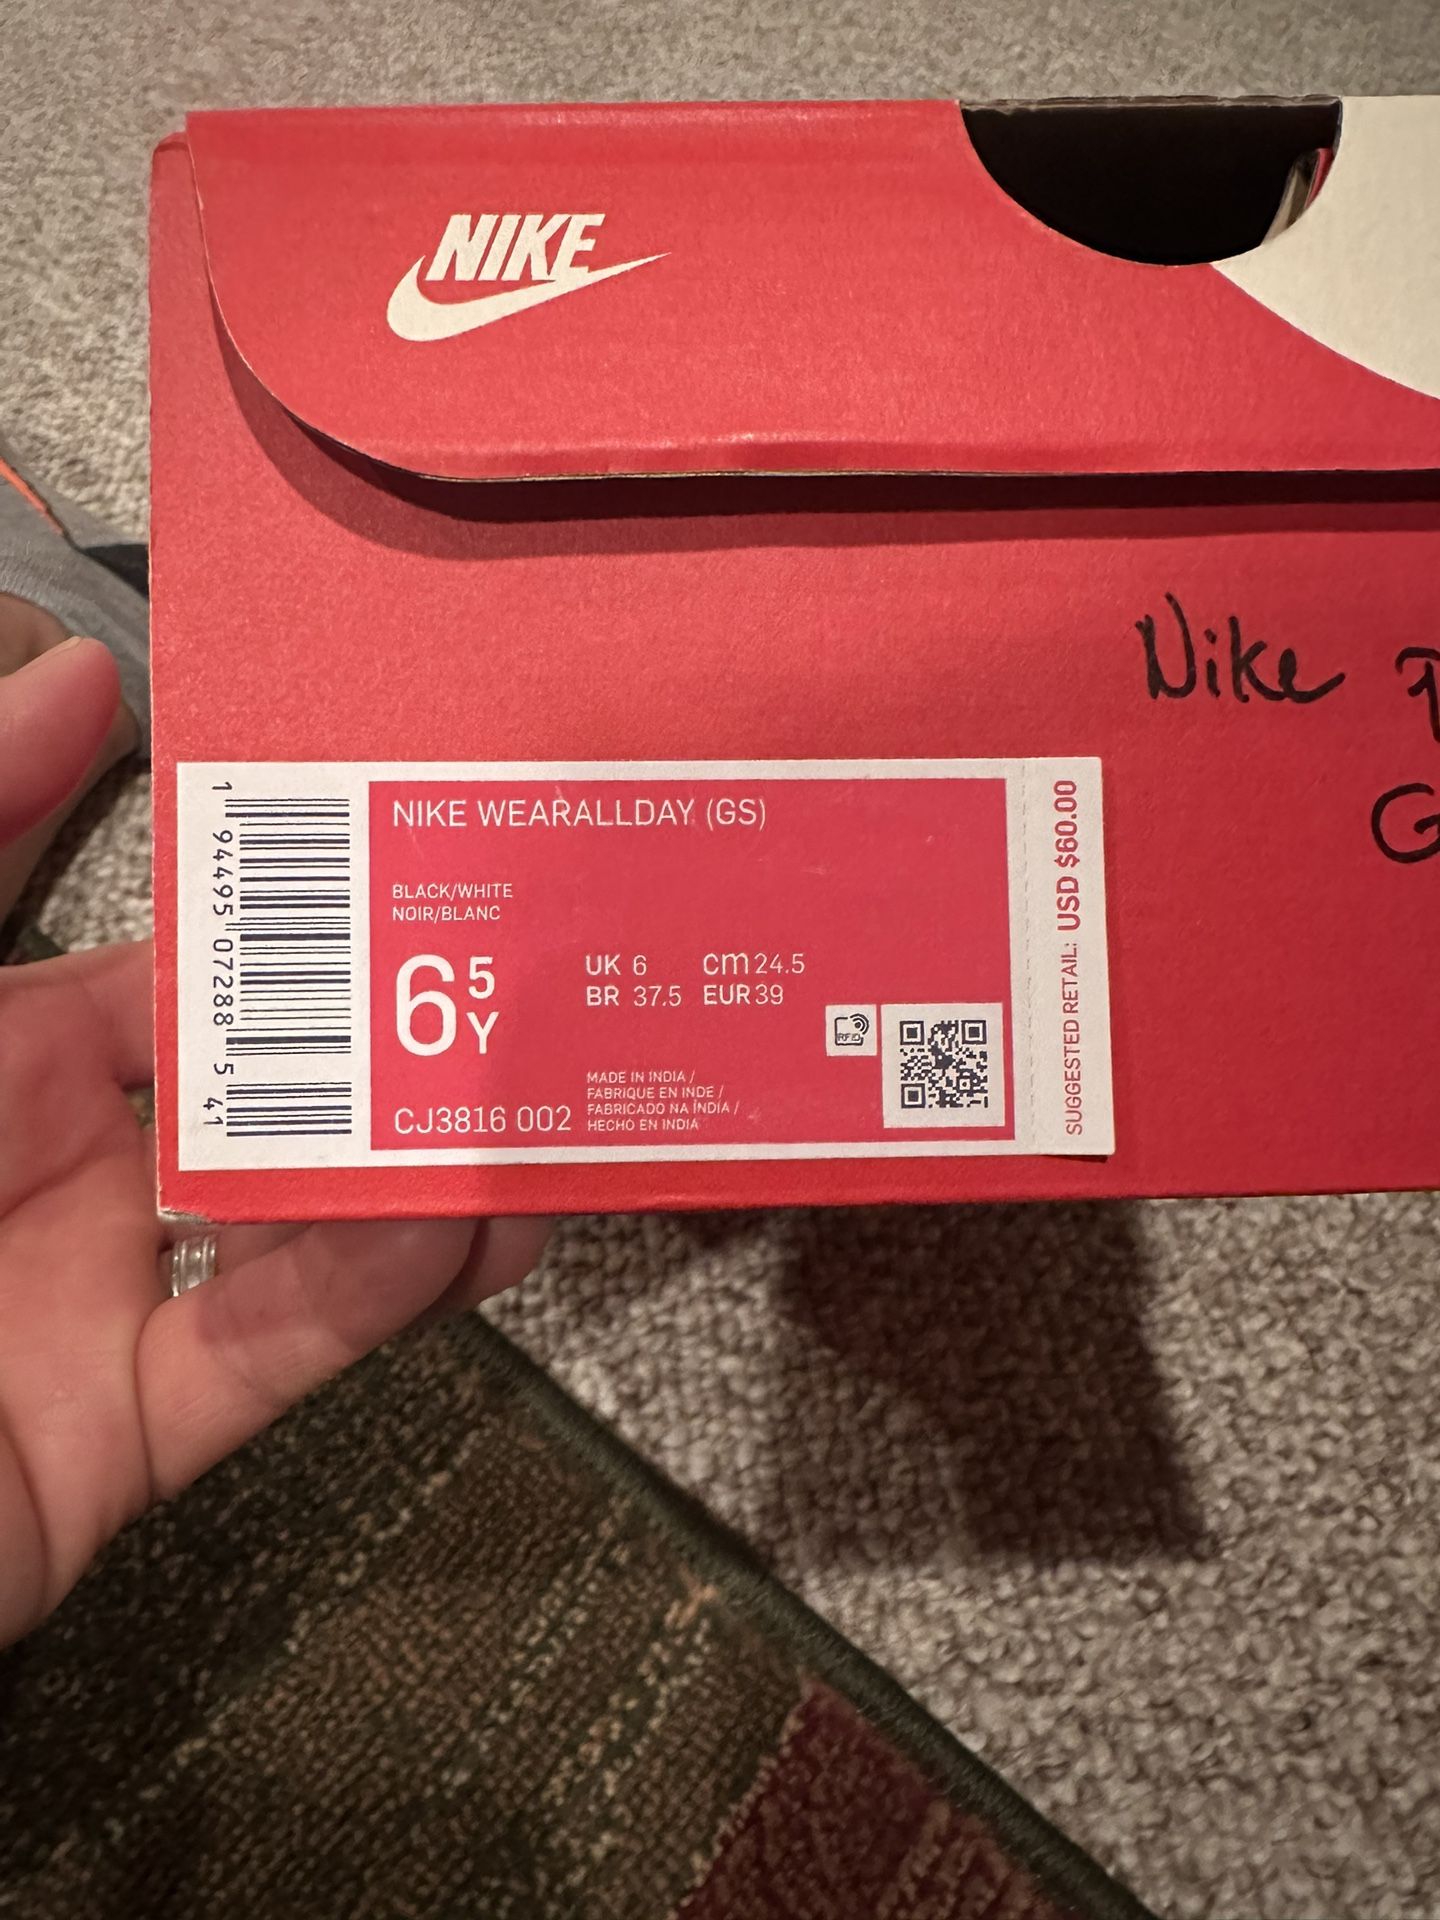 NIKE
Nike
G
NIKE WEARALLDAY (GS)
BLACK/WHITE
NOIR/BLANC
6 5 Y
UK 6 cm 24.5
BR 37.5 EUR 39
RFID
MADE IN INDIA /
FABRIQUE EN INDE /
FABRICADO NA ÍNDIA /
HECHO EN INDIA
CJ3816 002
1 94495 07288 5 41
SUGGESTED RETAIL: USD $60.00